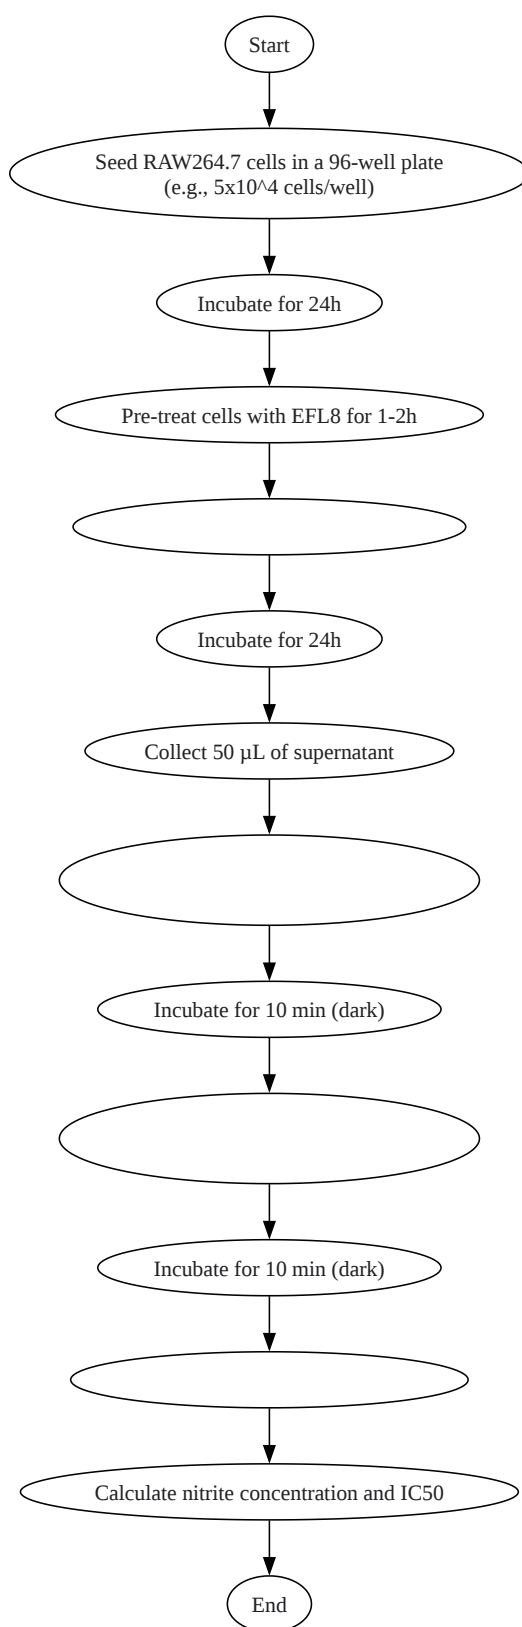 Start
Seed RAW264.7 cells in a 96-well plate
(e.g., 5x10^4 cells/well)
Incubate for 24h
Pre-treat cells with EFL8 for 1-2h
Incubate for 24h
Collect 50 µL of supernatant
Incubate for 10 min (dark)
Incubate for 10 min (dark)
Calculate nitrite concentration and IC50
End